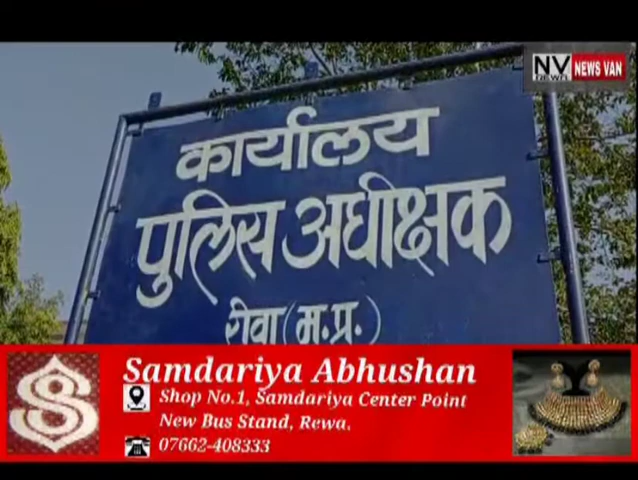 NV
NEWS
NEWS VAN
कार्यालय
पुलिस अधीक्षक
रीवा (म.प्र.)
Samdariya Abhushan
Shop No.1, Samdariya Center Point
New Bus Stand, Rewa.
07662-408333